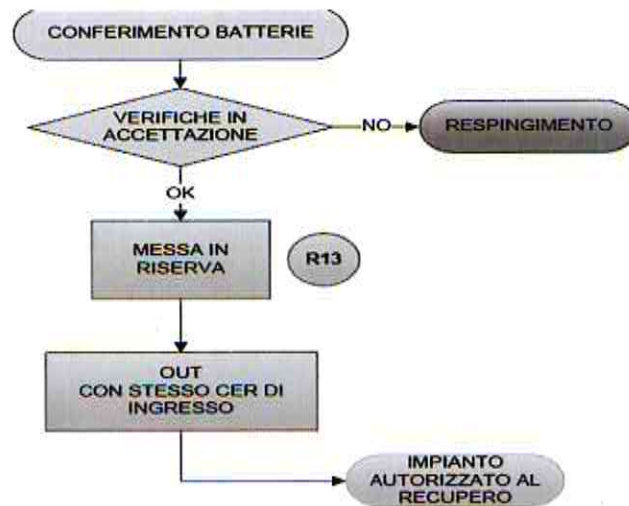 CONFERIMENTO BATTERIE
VERIFICHE IN
ACCETTAZIONE
NO
RESPINGIMENTO
OK
MESSA IN
RISERVA
R13
OUT
CON STESSO CER DI
INGRESSO
IMPIANTO
AUTORIZZATO AL
RECUPERO